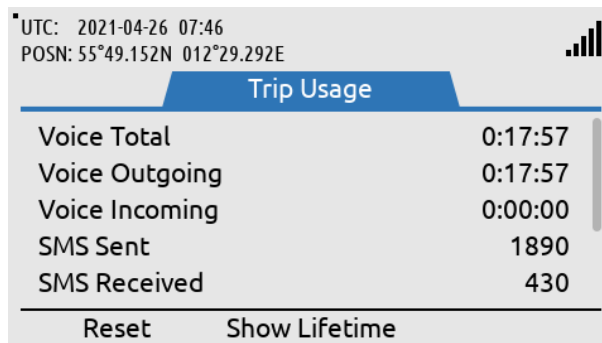 UTC: 2021-04-26 07:46
POSN: 55°49.152N 012°29.292E
Trip Usage
Voice Total 0:17:57
Voice Outgoing 0:17:57
Voice Incoming 0:00:00
SMS Sent 1890
SMS Received 430
Reset Show Lifetime